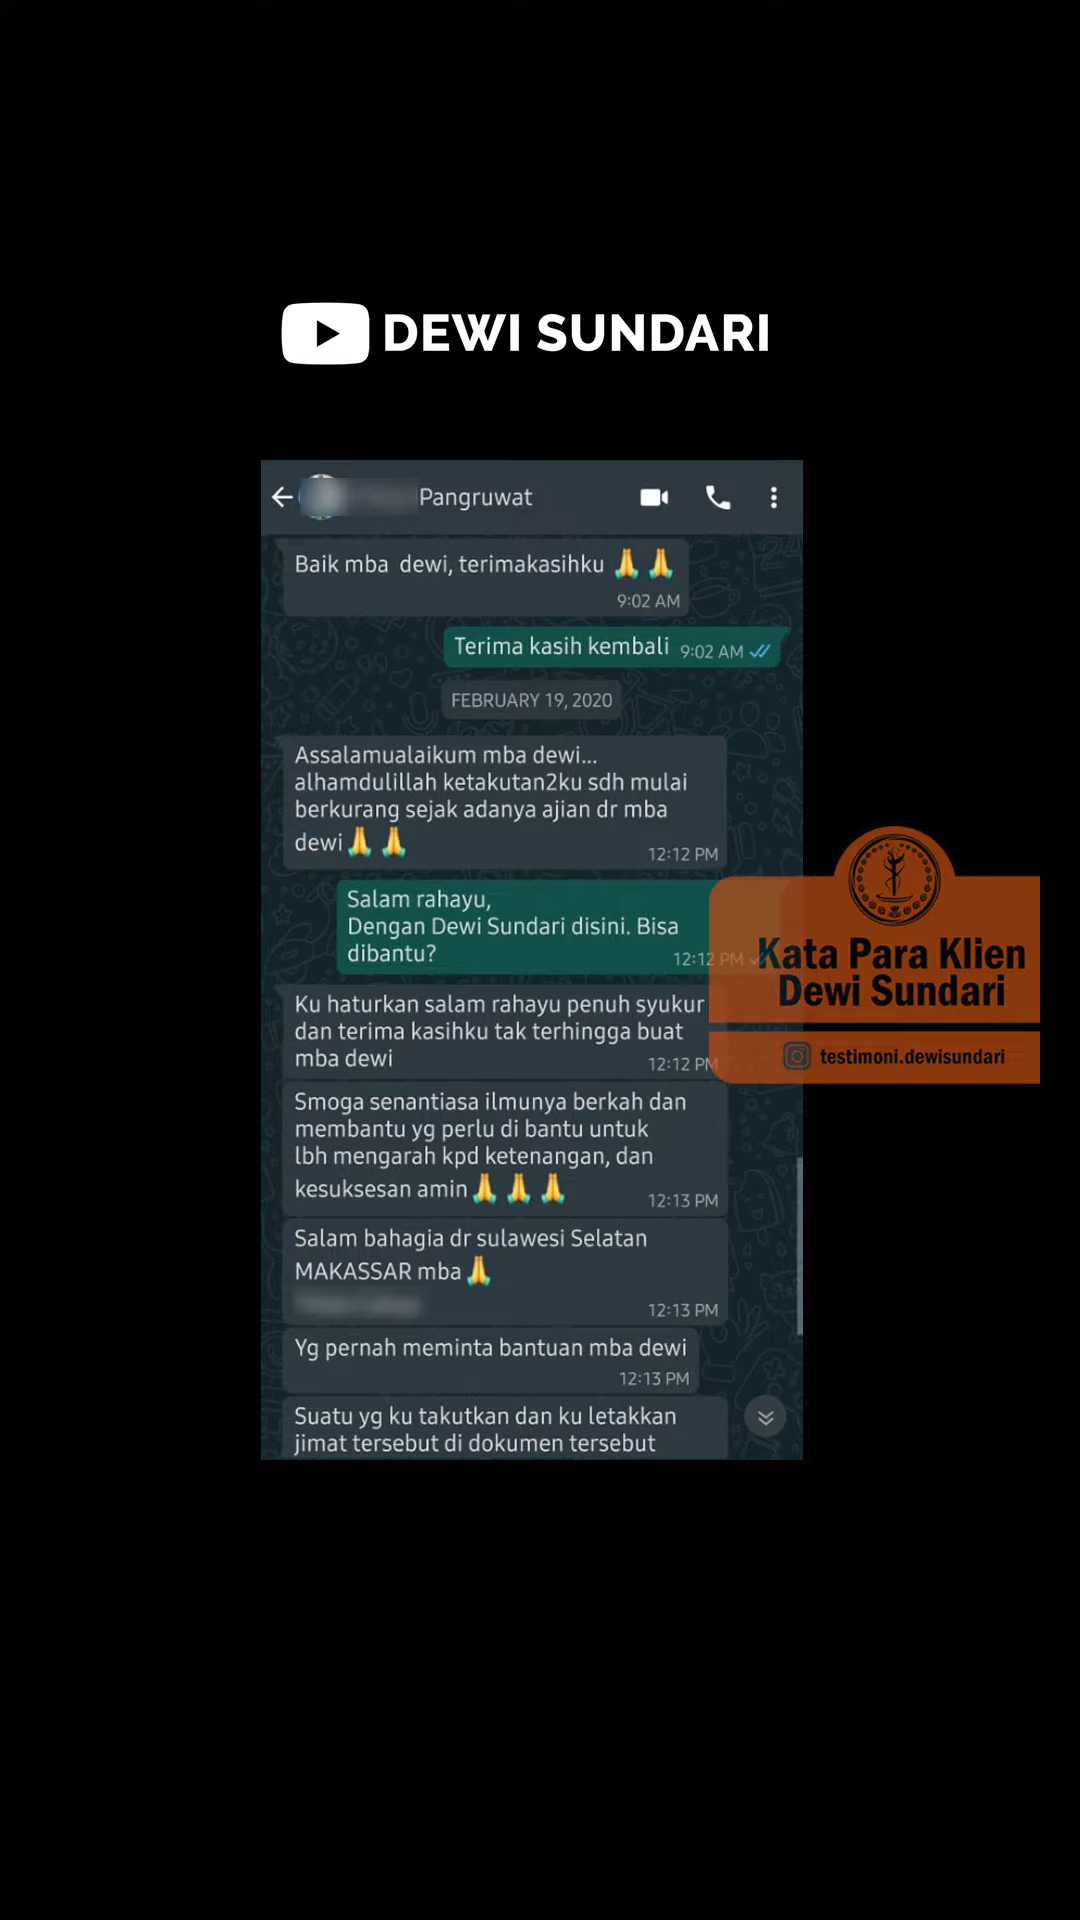 DEWI SUNDARI
Pangruwat
Baik mba dewi, terimakasihku 🙏 🙏
9:02 AM
Terima kasih kembali 9:02 AM
FEBRUARY 19, 2020
Assalamualaikum mba dewi...
alhamdulillah ketakutan2ku sdh mulai
berkurang sejak adanya ajian dr mba
dewi 🙏 🙏
12:12 PM
Salam rahayu,
Dengan Dewi Sundari disini. Bisa
dibantu?
12:12 PM
Kata Para Klien
Dewi Sundari
testimoni.dewisundari
Ku haturkan salam rahayu penuh syukur
dan terima kasihku tak terhingga buat
mba dewi
12:12 PM
Smoga senantiasa ilmunya berkah dan
membantu yg perlu di bantu untuk
lbh mengarah kpd ketenangan, dan
kesuksesan amin 🙏 🙏 🙏
12:13 PM
Salam bahagia dr sulawesi Selatan
MAKASSAR mba 🙏
12:13 PM
Yg pernah meminta bantuan mba dewi
12:13 PM
Suatu yg ku takutkan dan ku letakkan
jimat tersebut di dokumen tersebut